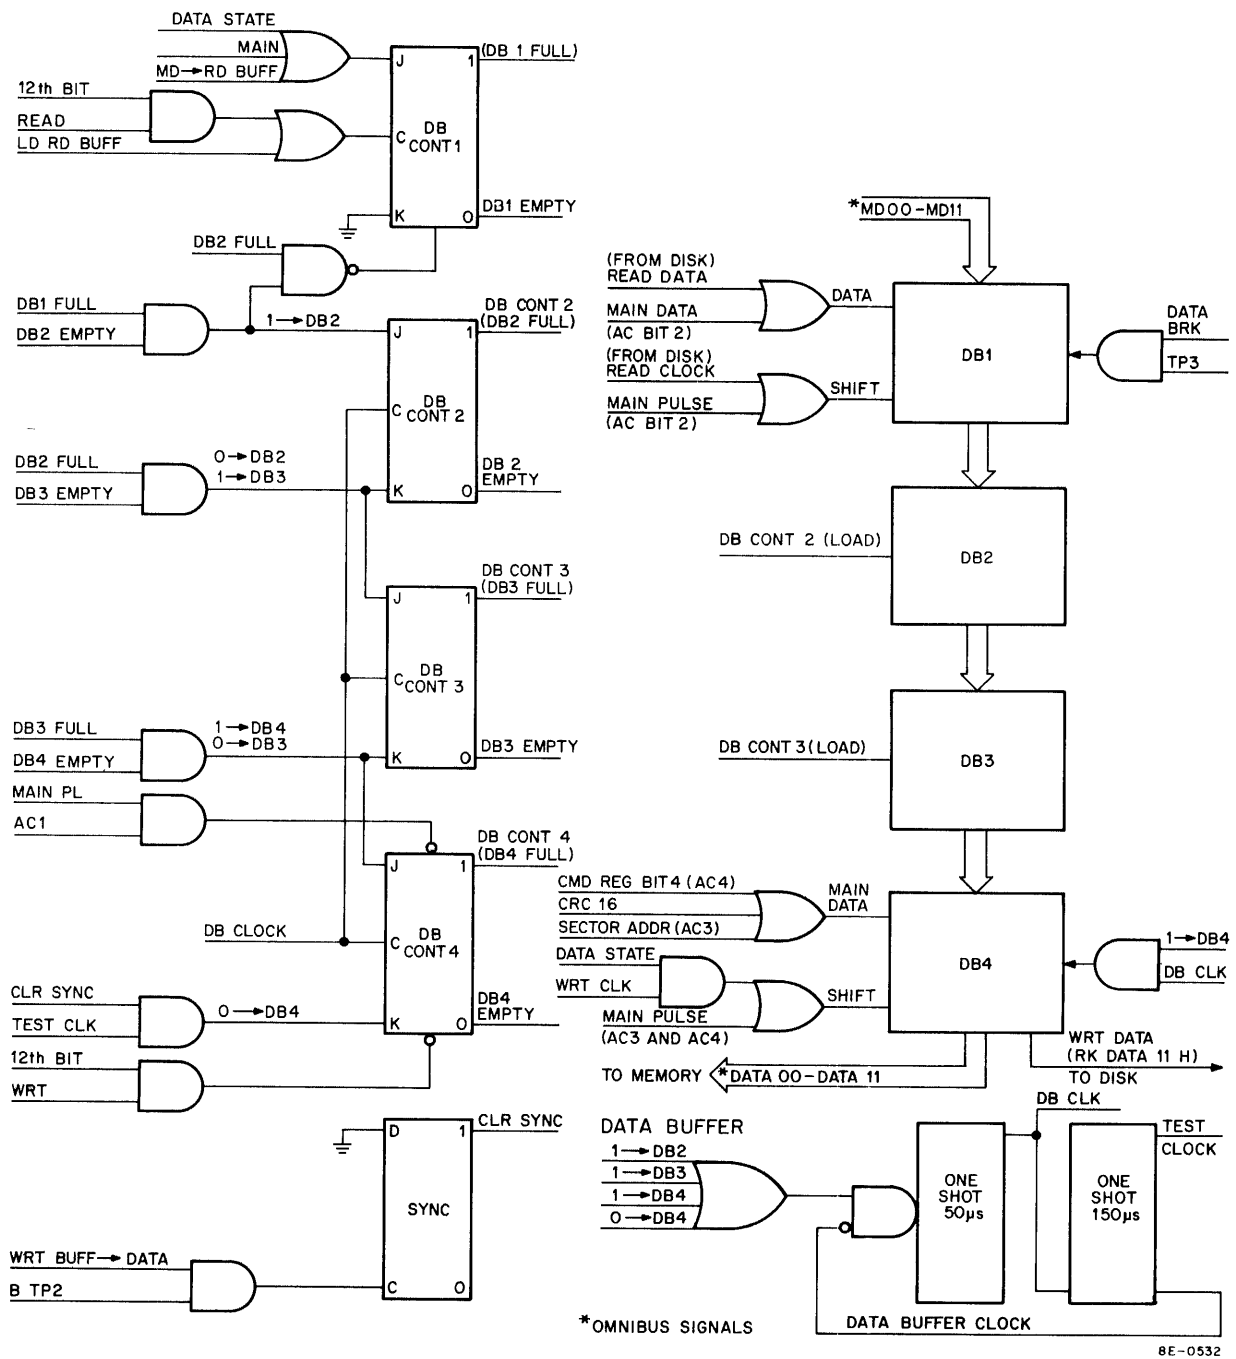 DATA STATE
MAIN
MD→RD BUFF
12th BIT
READ
LD RD BUFF
J
1
(DB 1 FULL)
C
DB
CONT 1
K
O
DB1 EMPTY
DB2 FULL
DB1 FULL
DB2 EMPTY
1→DB2
DB CONT 2
(DB2 FULL)
J
1
C
DB
CONT 2
DB2 FULL
DB3 EMPTY
O→DB2
1→DB3
DB 2
EMPTY
K
O
DB CONT 3
(DB3 FULL)
J
1
C
DB
CONT 3
DB3 FULL
DB4 EMPTY
1→DB4
O→DB3
K
O
DB3 EMPTY
MAIN PL
AC1
DB CONT 4
(DB4 FULL)
J
1
DB CLOCK
C
DB
CONT 4
CLR SYNC
TEST CLK
O→DB4
K
O
DB4
EMPTY
12th BIT
WRT
D
1
CLR SYNC
SYNC
WRT BUFF→DATA
B TP2
C
O
*MD00-MD11
(FROM DISK)
READ DATA
MAIN DATA
(AC BIT 2)
DATA
(FROM DISK)
READ CLOCK
MAIN PULSE
(AC BIT 2)
SHIFT
DB1
DATA
BRK
TP3
DB CONT 2 (LOAD)
DB2
DB CONT 3 (LOAD)
DB3
CMD REG BIT4 (AC4)
CRC 16
SECTOR ADDR (AC3)
MAIN
DATA
DATA STATE
WRT CLK
MAIN PULSE
(AC3 AND AC4)
SHIFT
DB4
1→DB4
DB CLK
TO MEMORY
*DATA 00-DATA 11
WRT DATA
(RK DATA 11 H)
TO DISK
DATA BUFFER
1→DB2
1→DB3
1→DB4
O→DB4
ONE
SHOT
50µs
DB CLK
ONE
SHOT
150µs
TEST
CLOCK
DATA BUFFER CLOCK
*OMNIBUS SIGNALS
8E-0532